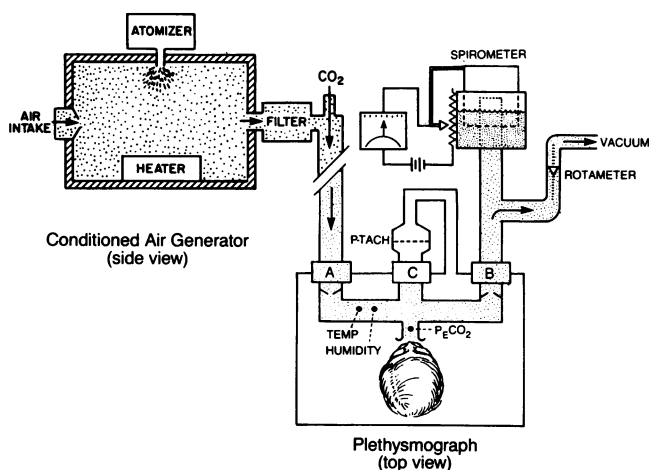 ATOMIZER
AIR
INTAKE
FILTER
HEATER
CO₂
Conditioned Air Generator
(side view)
SPIROMETER
VACUUM
ROTAMETER
P-TACH
A
C
B
TEMP
HUMIDITY
PᴇCO₂
Plethysmograph
(top view)